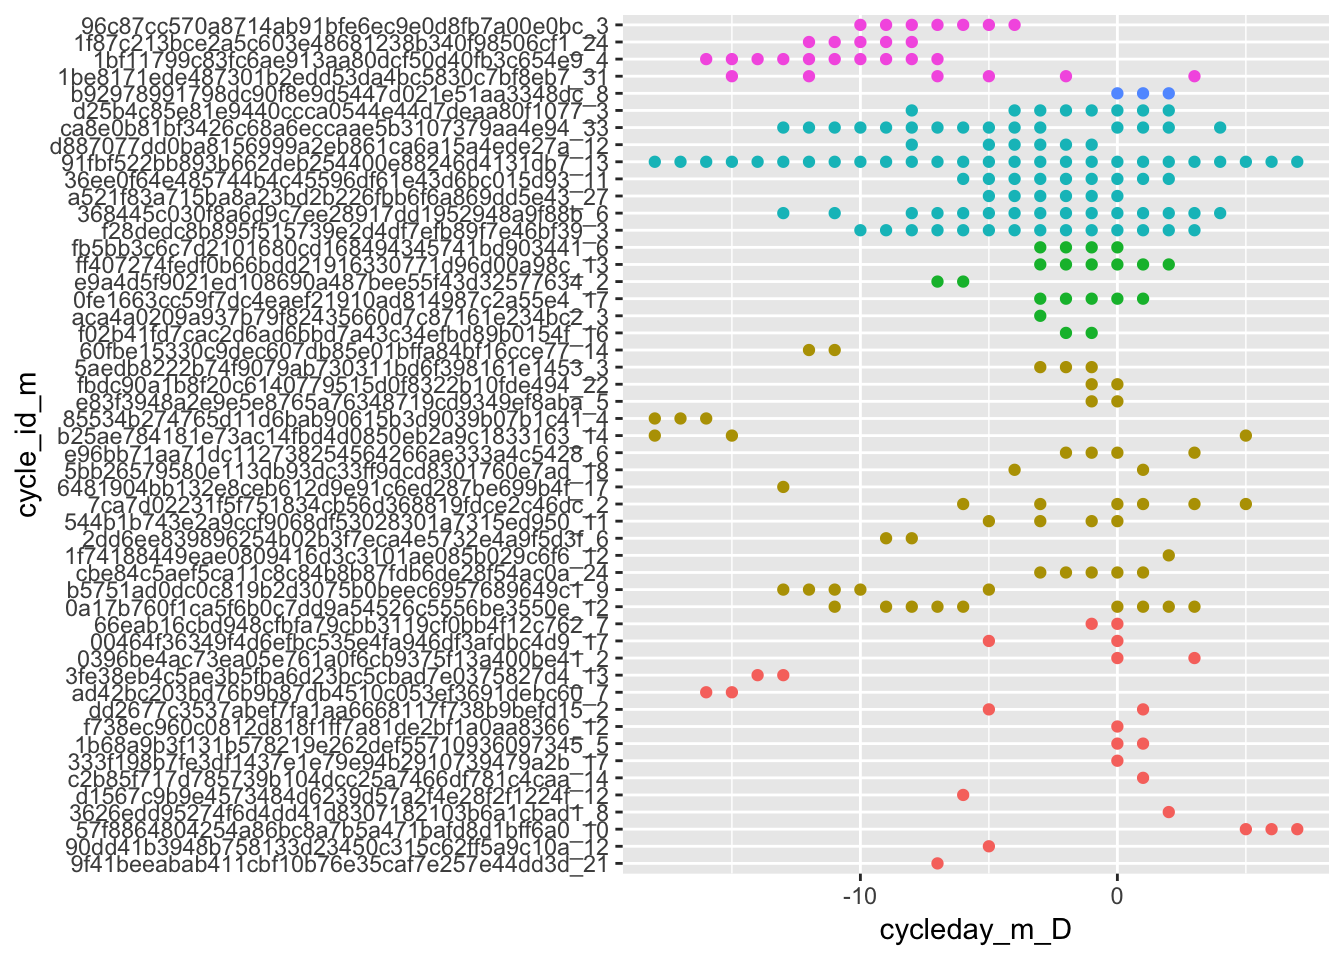 cycle_id_m
96c87cc570a8714ab91bfe6ec9e0d8fb7a00e0bc_3
1f87c213bce2a5c603e48681238b340f98506cf1_24
1bf11799c83fc6ae913aa80dcf50d40fb3c654e9_4
1be8171ede487301b2edd53da4bc5830c7bf8eb7_31
b92978991798dc90f8e9d5447d021e51aa3348dc_8
d25b4c85e81e9440ccca0544e44d7deaa80f1077_3
ca8e0b81bf3426c68a6eccaae5b3107379aa4e94_33
d887077dd0ba8156999a2eb861ca6a15a4ede27a_12
91fbf522bb893b662deb254400e88246d4131db7_13
36ee0f64e485744b4c45596df61e43d6bc015d93_11
a521f83a715ba8a23bd2b226fbb6f6a869dd5e43_27
368445c030f8a6d9c7ee28917dd1952948a9f88b_6
f28dedc8b895f515739e2d4df7efb89f7e46bf39_3
fb5bb3c6c7d2101680cd168494345741bd903441_6
ff407274fedf0b66bdd21916330771d96d00a98c_13
e9a4d5f9021ed108690a487bee55f43d32577634_2
0fe1663cc59f7dc4eaef21910ad814987c2a55e4_17
aca4a0209a937b79f82435660d7c87161e234bc2_3
f02b41fd7cac2d6ad6bbd7a43c34efbd89b0154f_16
60fbe15330c9dec607db85e01bffa84bf16cce77_14
5aedb8222b74f9079ab730311bd6f398161e1453_3
fbdc90a1b8f20c6140779515d0f8322b10fde494_22
e83f3948a2e9e5e8765a76348719cd9349ef8aba_5
85534b274765d11d6bab90615b3d9039b07b1c41_4
b25ae784181e73ac14fbd4d0850eb2a9c1833163_14
e96bb71aa71dc112738254564266ae333a4c5428_6
5bb26579580e113db93dc33ff9dcd8301760e7ad_18
6481904bb132e8ceb612d9e91c6ed287be699b4f_17
7ca7d02231f5f751834cb56d368819fdce2c46dc_2
544b1b743e2a9ccf9068df53028301a7315ed950_11
2dd6ee839896254b02b3f7eca4e5732e4a9f5d3f_6
1f74188449eae0809416d3c3101ae085b029c6f6_12
cbe84c5aef5ca11c8c84b8b87fdb6de28f54ac0a_24
b5751ad0dc0c819b2d3075b0beec6957689649c1_9
0a17b760f1ca5f6b0c7dd9a54526c5556be3550e_12
66eab16cbd948cfbfa79cbb3119cf0bb4f12c762_7
00464f36349f4d6efbc535e4fa946df3afdbc4d9_17
0396be4ac73ea05e761a0f6cb9375f13a400be41_2
3fe38eb4c5ae3b5fba6d23bc5cbad7e0375827d4_13
ad42bc203bd76b9b87db4510c053ef3691debc60_7
dd2677c3537abef7fa1aa6668117f738b9befd15_2
f738ec960c0812d818f1ff7a81de2bf1a0aa8366_12
1b68a9b3f131b578219e262def55710936097345_5
333f198b7fe3df1437e1e79e94b2910739479a2b_17
c2b85f717d785739b104dcc25a7466df781c4caa_14
d1567c9b9e4573484d6239d57a2f4e28f2f1224f_12
3626edd95274f6d4dd41d8307182103b6a1cbad1_8
57f8864804254a86bc8a7b5a471bafd8d1bff6a0_10
90dd41b3948b758133d23450c315c62ff5a9c10a_12
9f41beeabab411cbf10b76e35caf7e257e44dd3d_21
-10 0
cycleday_m_D